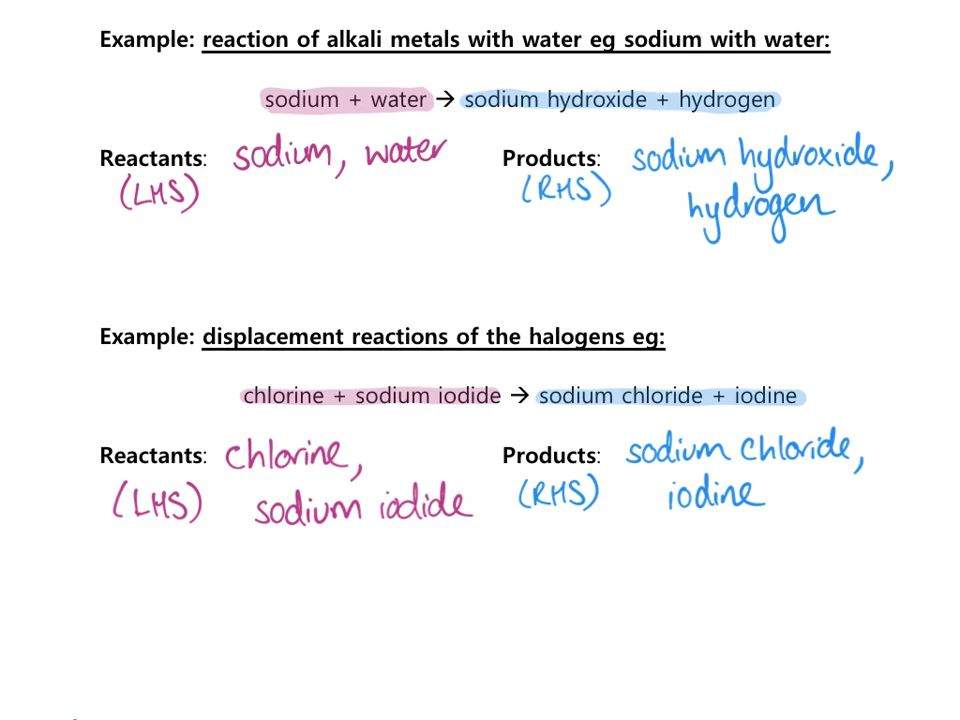 Example: reaction of alkali metals with water eg sodium with water:
sodium + water → sodium hydroxide + hydrogen
Reactants: sodium, water Products: sodium hydroxide,
(LHS) (RHS) hydrogen
Example: displacement reactions of the halogens eg:
chlorine + sodium iodide → sodium chloride + iodine
Reactants: chlorine, Products: sodium chloride,
(LHS) sodium iodide (RHS) iodine